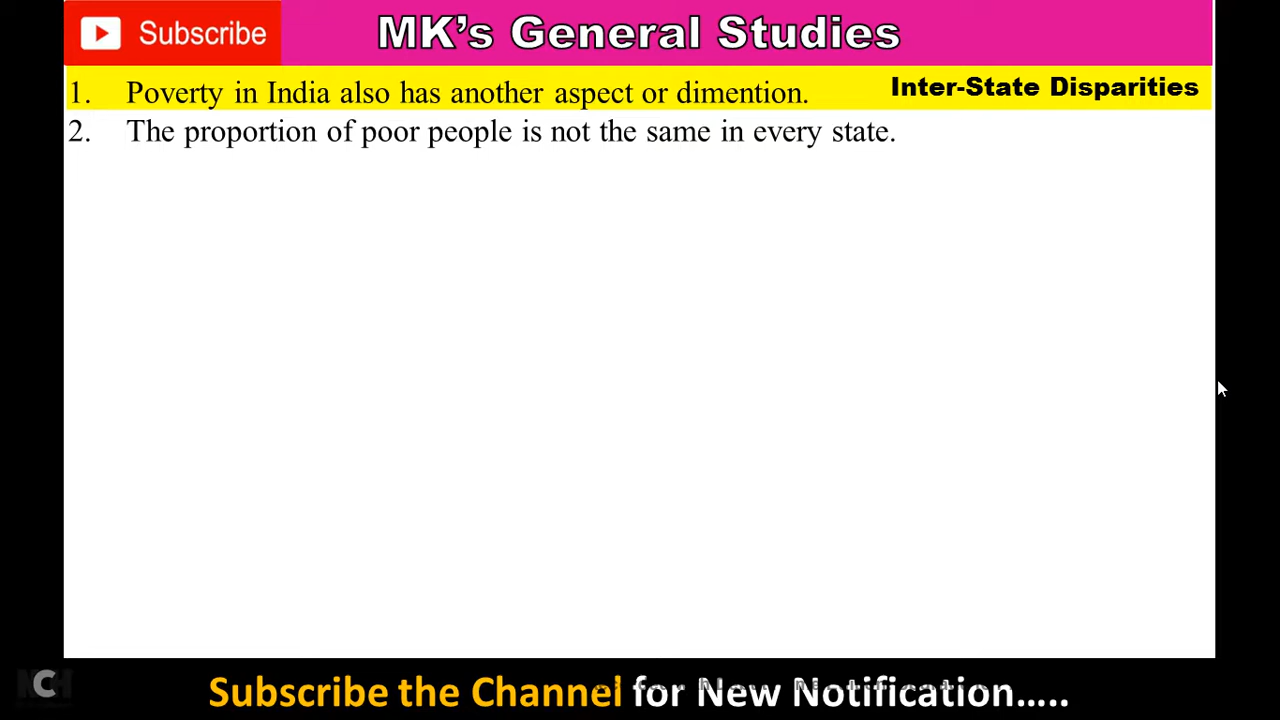 Subscribe
MK's General Studies
1. Poverty in India also has another aspect or dimention.
Inter-State Disparities
2. The proportion of poor people is not the same in every state.
Subscribe the Channel for New Notification.....